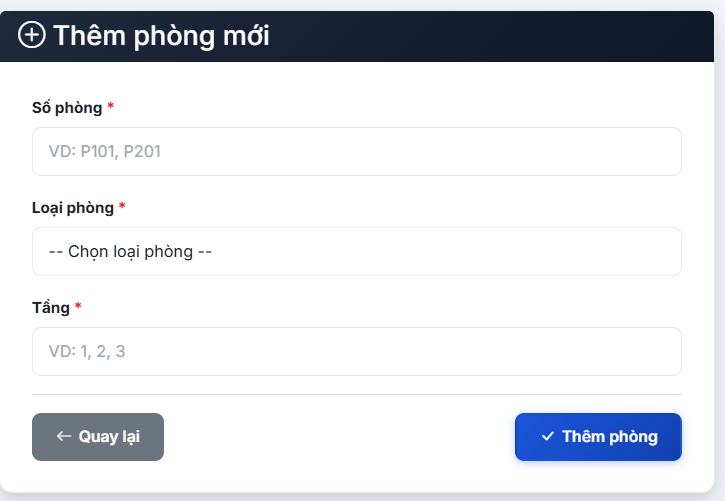 Thêm phòng mới
Số phòng *
VD: P101, P201
Loại phòng *
-- Chọn loại phòng --
Tầng *
VD: 1, 2, 3
Quay lại
Thêm phòng